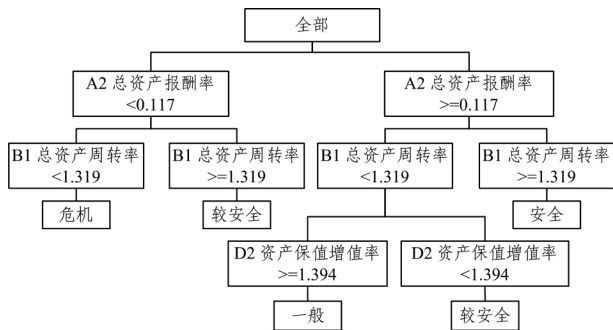 全部
A2 总资产报酬率
<0.117
A2 总资产报酬率
>=0.117
B1 总资产周转率
<1.319
B1 总资产周转率
>=1.319
B1 总资产周转率
<1.319
B1 总资产周转率
>=1.319
危机
较安全
安全
D2 资产保值增值率
>=1.394
D2 资产保值增值率
<1.394
一般
较安全